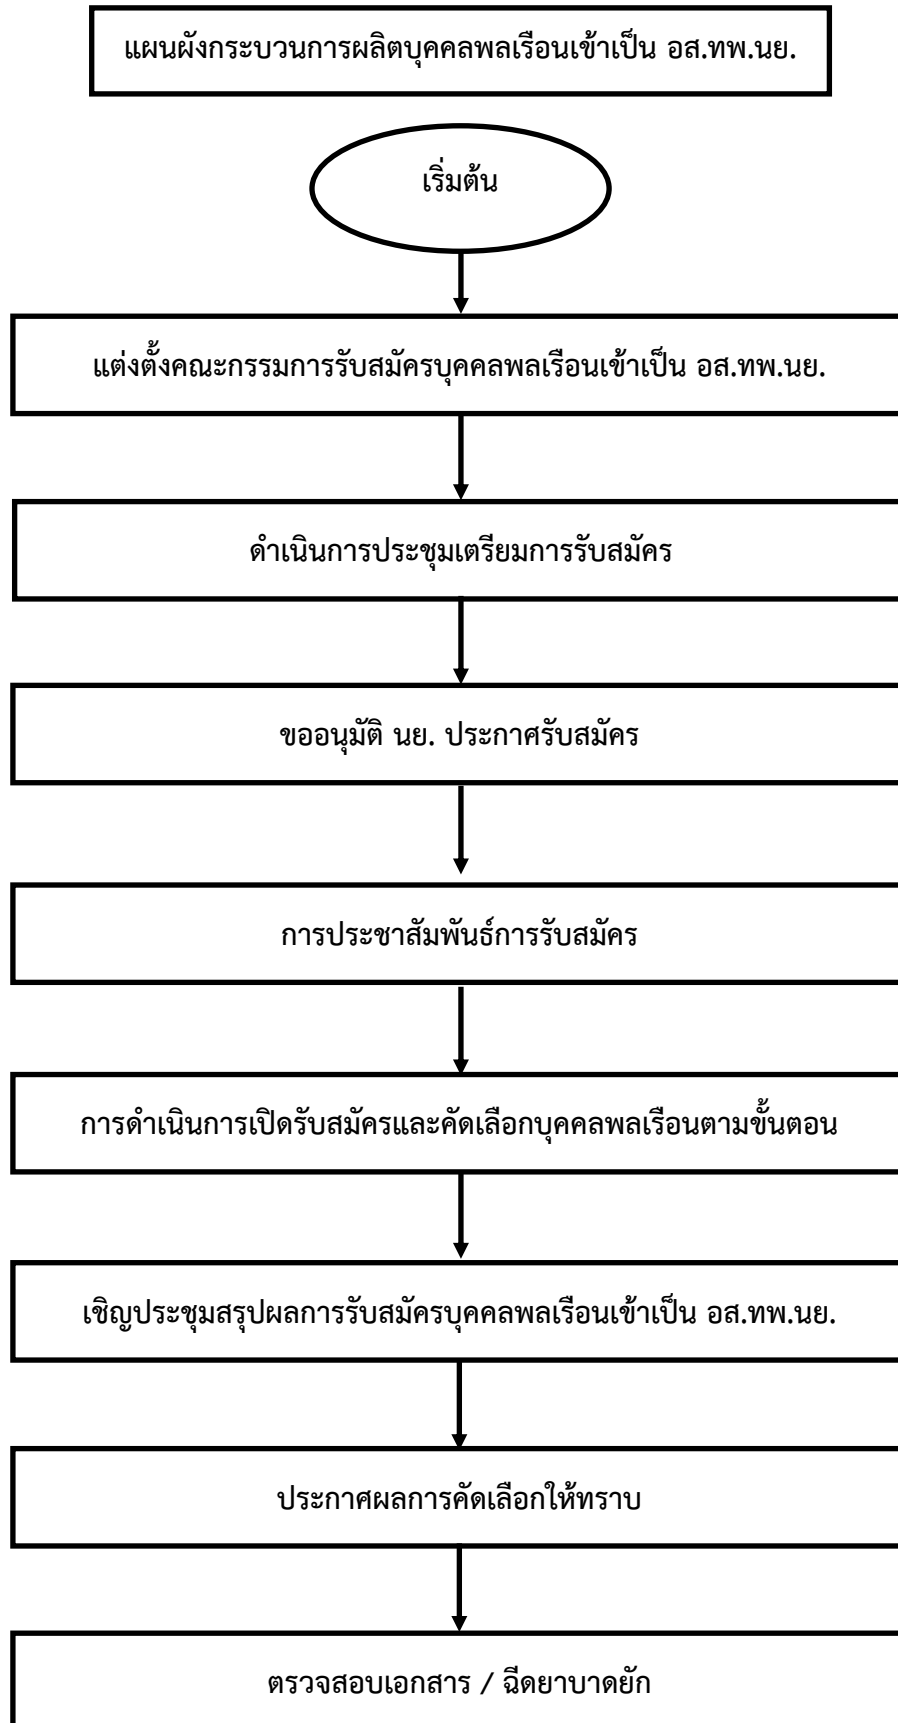 แผนผังกระบวนการผลิตบุคคลพลเรือนเข้าเป็น อส.ทพ.นย.
เริ่มต้น
แต่งตั้งคณะกรรมการรับสมัครบุคคลพลเรือนเข้าเป็น อส.ทพ.นย.
ดำเนินการประชุมเตรียมการรับสมัคร
ขออนุมัติ นย. ประกาศรับสมัคร
การประชาสัมพันธ์การรับสมัคร
การดำเนินการเปิดรับสมัครและคัดเลือกบุคคลพลเรือนตามขั้นตอน
เชิญประชุมสรุปผลการรับสมัครบุคคลพลเรือนเข้าเป็น อส.ทพ.นย.
ประกาศผลการคัดเลือกให้ทราบ
ตรวจสอบเอกสาร / ฉีดยาบาดยัก